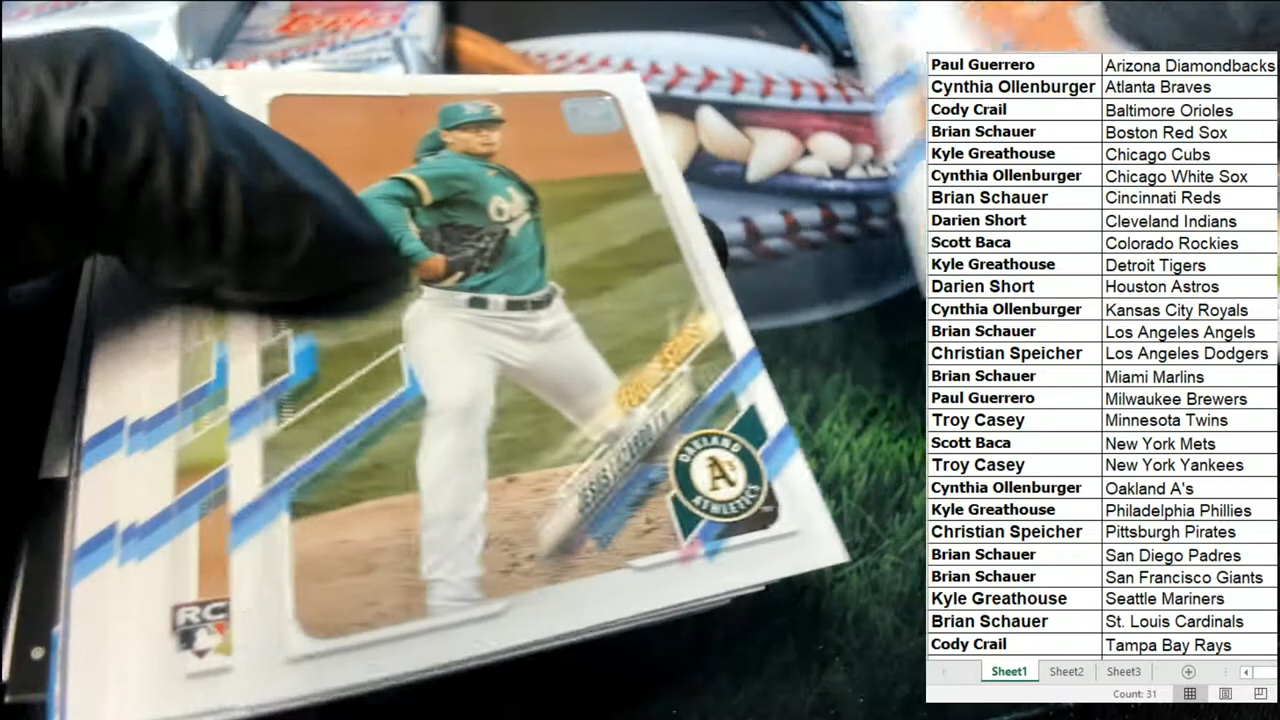 Topps
Oak
OAKLAND
A's
ATHLETICS
RC
Paul Guerrero Arizona Diamondbacks
Cynthia Ollenburger Atlanta Braves
Cody Crail Baltimore Orioles
Brian Schauer Boston Red Sox
Kyle Greathouse Chicago Cubs
Cynthia Ollenburger Chicago White Sox
Brian Schauer Cincinnati Reds
Darien Short Cleveland Indians
Scott Baca Colorado Rockies
Kyle Greathouse Detroit Tigers
Darien Short Houston Astros
Cynthia Ollenburger Kansas City Royals
Brian Schauer Los Angeles Angels
Christian Speicher Los Angeles Dodgers
Brian Schauer Miami Marlins
Paul Guerrero Milwaukee Brewers
Troy Casey Minnesota Twins
Scott Baca New York Mets
Troy Casey New York Yankees
Cynthia Ollenburger Oakland A's
Kyle Greathouse Philadelphia Phillies
Christian Speicher Pittsburgh Pirates
Brian Schauer San Diego Padres
Brian Schauer San Francisco Giants
Kyle Greathouse Seattle Mariners
Brian Schauer St. Louis Cardinals
Cody Crail Tampa Bay Rays
Sheet1 Sheet2 Sheet3
Count: 31